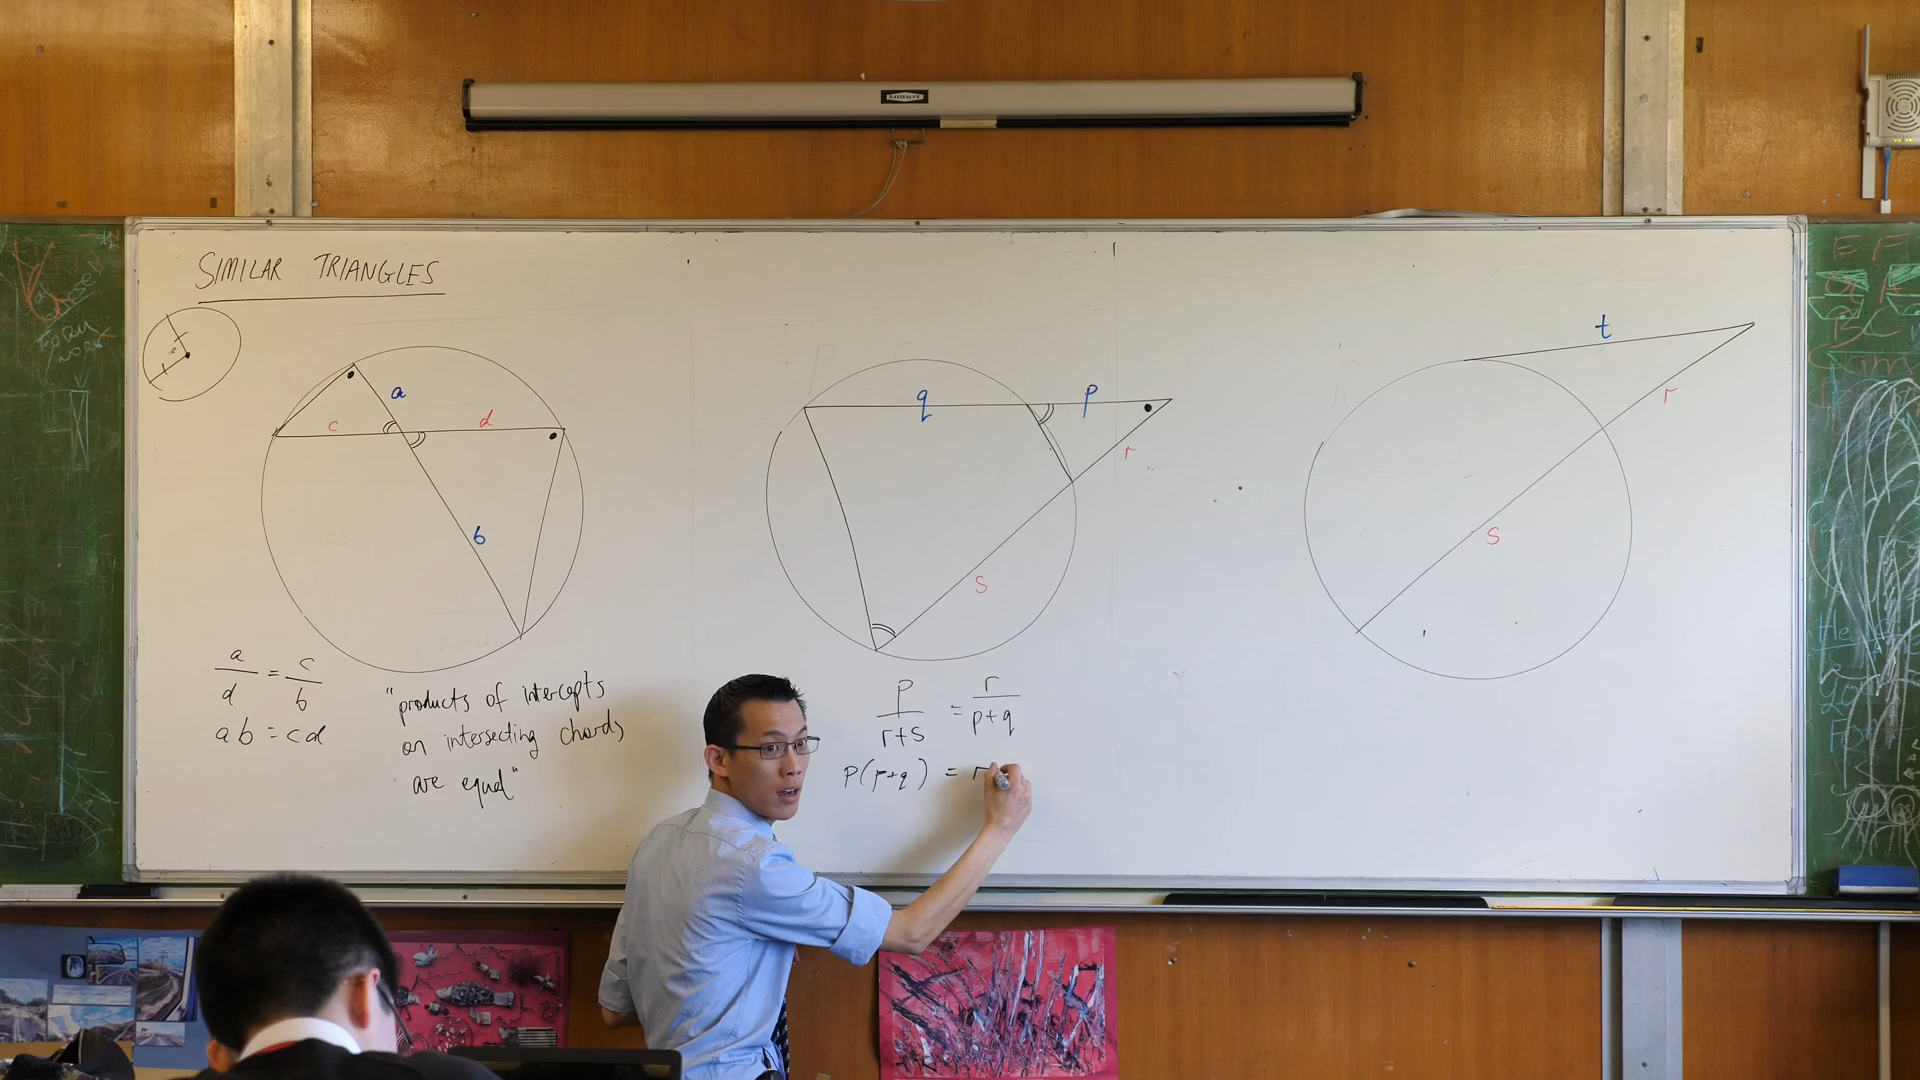 SIMILAR TRIANGLES
a
c
d
b
a/d = c/b
ab = cd
"products of intercepts
on intersecting chords
are equal"
q
p
r
s
p/r+s = r/p+q
p(p+q) = r
t
r
s
E F
B C